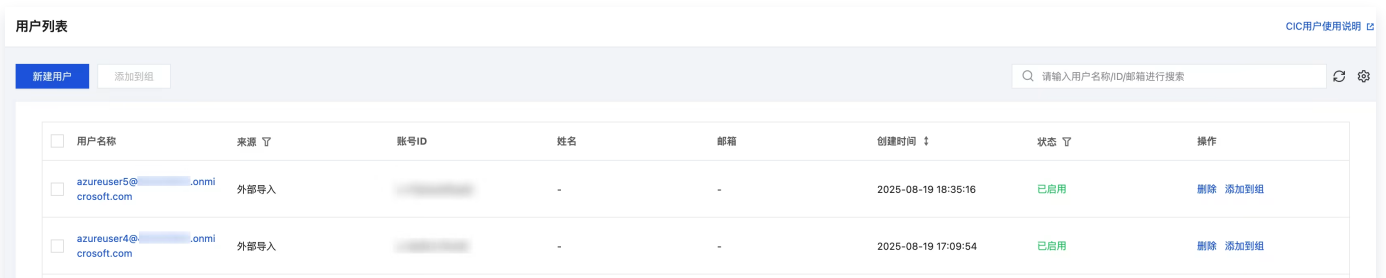 用户列表
CIC用户使用说明
新建用户 添加到组 请输入用户名称/ID/邮箱进行搜索
用户名称 来源 账号ID 姓名 邮箱 创建时间 状态 操作
azureuser5@ .onmi
crosoft.com
外部导入 - - 2025-08-19 18:35:16 已启用 删除 添加到组
azureuser4@ .onmi
crosoft.com
外部导入 - - 2025-08-19 17:09:54 已启用 删除 添加到组